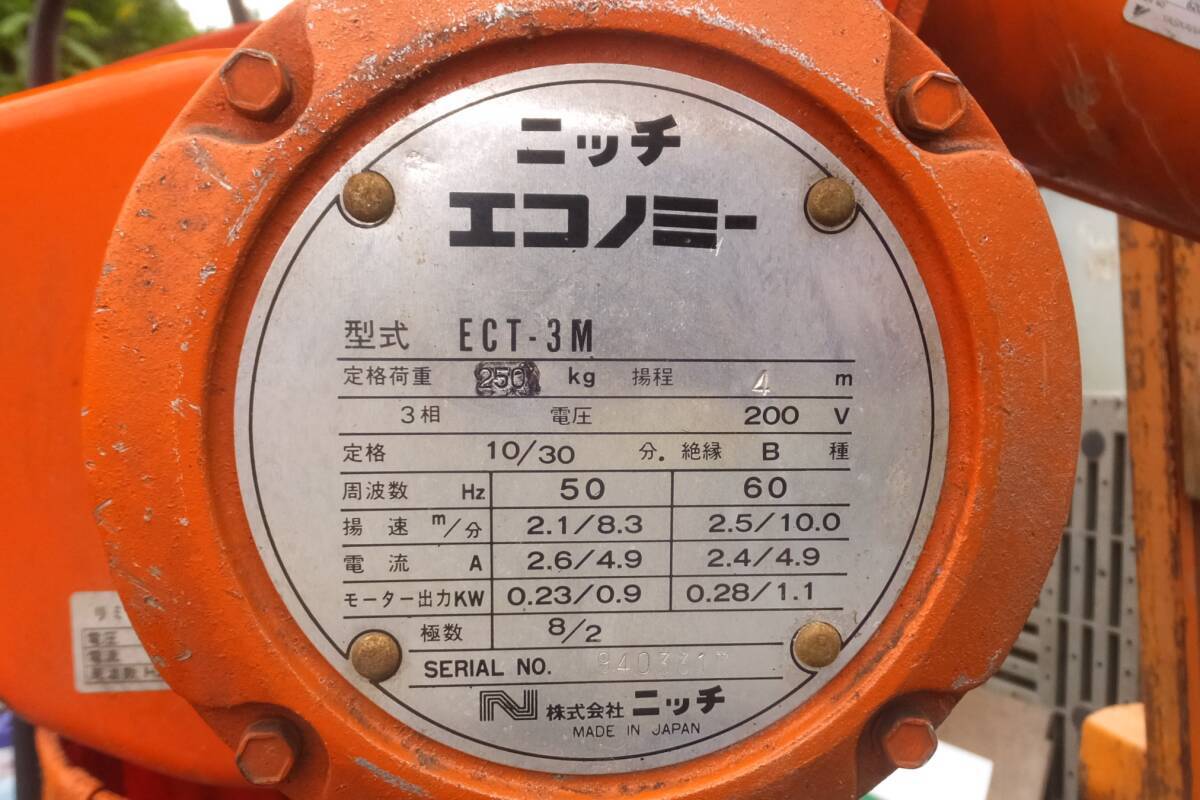 ニッチ
エコノミー
型式 ECT-3M
定格荷重 250 kg 揚程 4 m
3相 電圧 200 V
定格 10/30 分. 絶縁 B 種
周波数 Hz 50 60
揚速 m/分 2.1/8.3 2.5/10.0
電流 A 2.6/4.9 2.4/4.9
モーター出力KW 0.23/0.9 0.28/1.1
極数 8/2
SERIAL NO.
N 株式会社 ニッチ
MADE IN JAPAN
電圧
電流